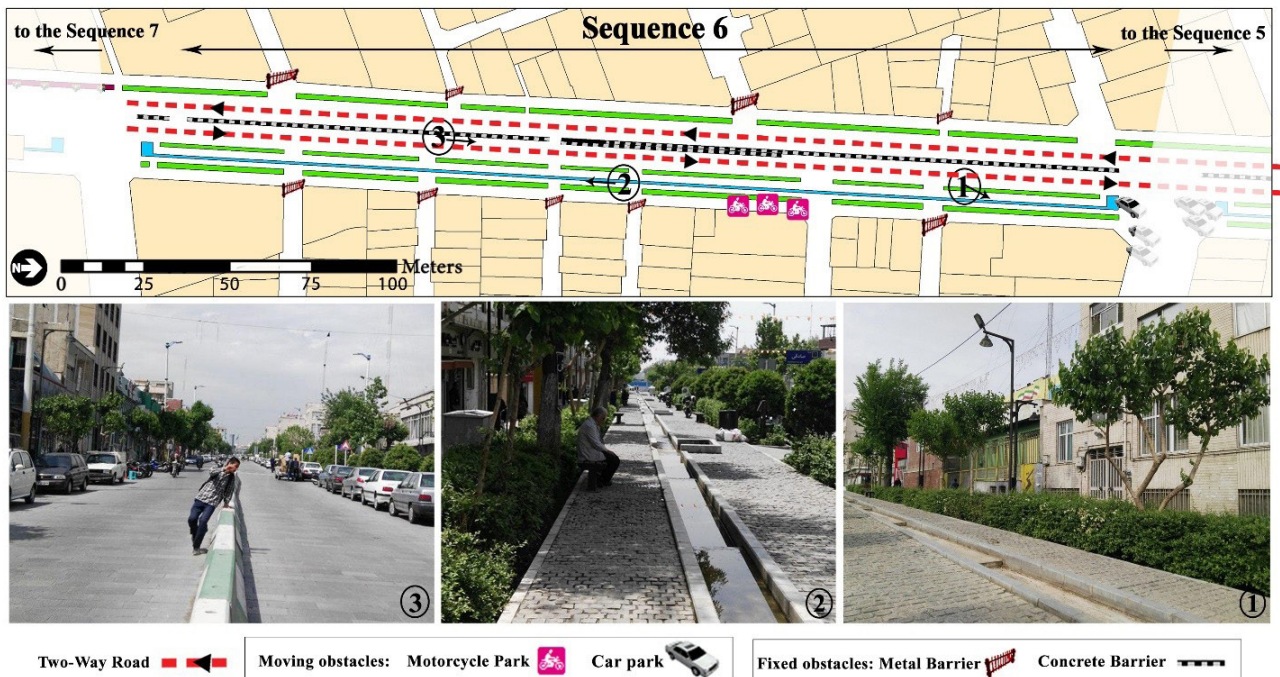 to the Sequence 7
Sequence 6
to the Sequence 5
3
2
1
N
Meters
0 25 50 75 100
3
2
1
Two-Way Road
Moving obstacles: Motorcycle Park Car park
Fixed obstacles: Metal Barrier Concrete Barrier